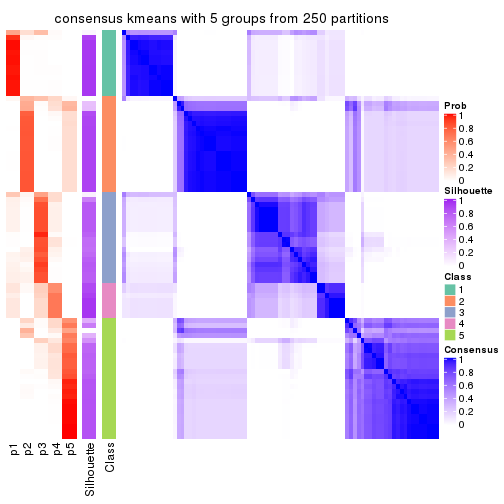 consensus kmeans with 5 groups from 250 partitions
Prob
1
0.8
0.6
0.4
0.2
0
Silhouette
1
0.8
0.6
0.4
0.2
0
Class
1
2
3
4
5
Consensus
1
0.8
0.6
0.4
0.2
0
p1
p2
p3
p4
p5
Silhouette
Class